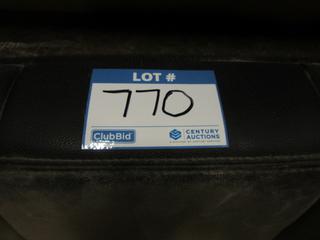 LOT #
770
ClubBid
CENTURY
AUCTIONS